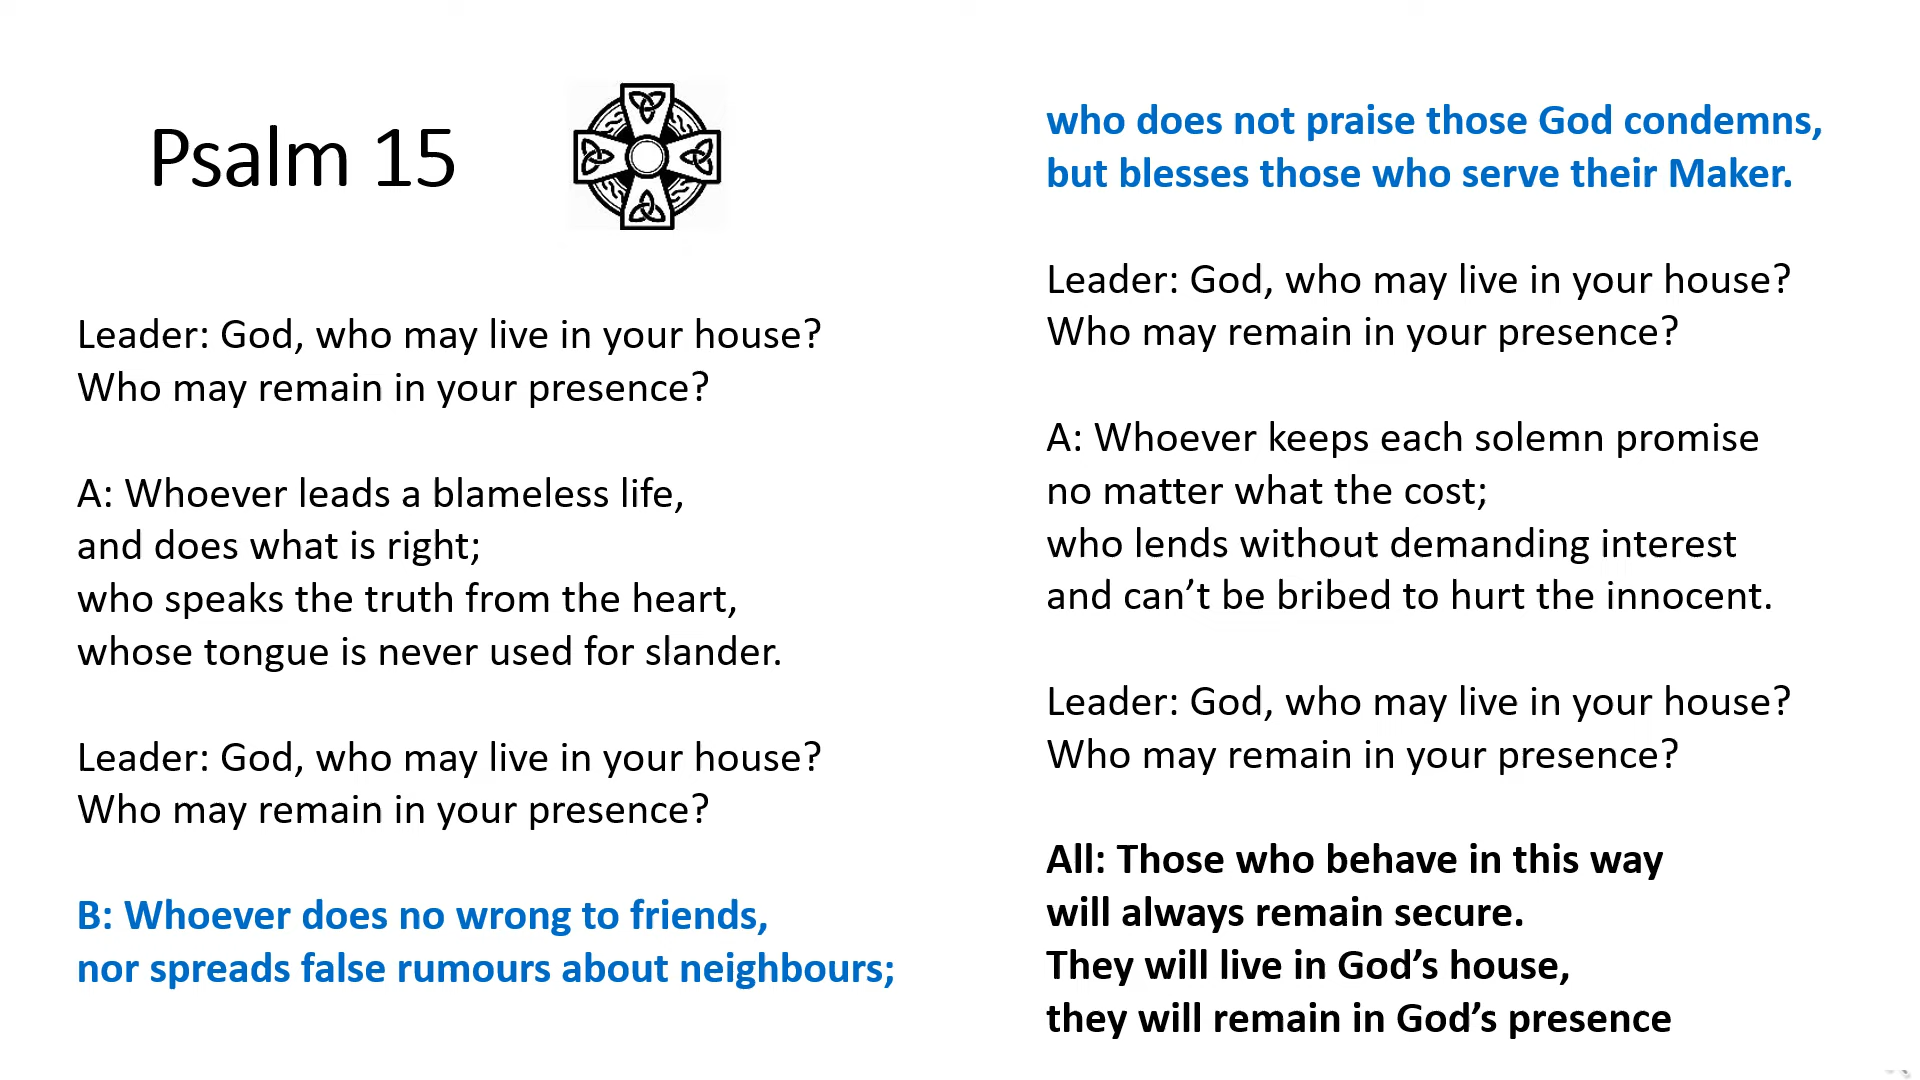 Psalm 15
Leader: God, who may live in your house?
Who may remain in your presence?
A: Whoever leads a blameless life,
and does what is right;
who speaks the truth from the heart,
whose tongue is never used for slander.
Leader: God, who may live in your house?
Who may remain in your presence?
B: Whoever does no wrong to friends,
nor spreads false rumours about neighbours;
who does not praise those God condemns,
but blesses those who serve their Maker.
Leader: God, who may live in your house?
Who may remain in your presence?
A: Whoever keeps each solemn promise
no matter what the cost;
who lends without demanding interest
and can’t be bribed to hurt the innocent.
Leader: God, who may live in your house?
Who may remain in your presence?
All: Those who behave in this way
will always remain secure.
They will live in God’s house,
they will remain in God’s presence